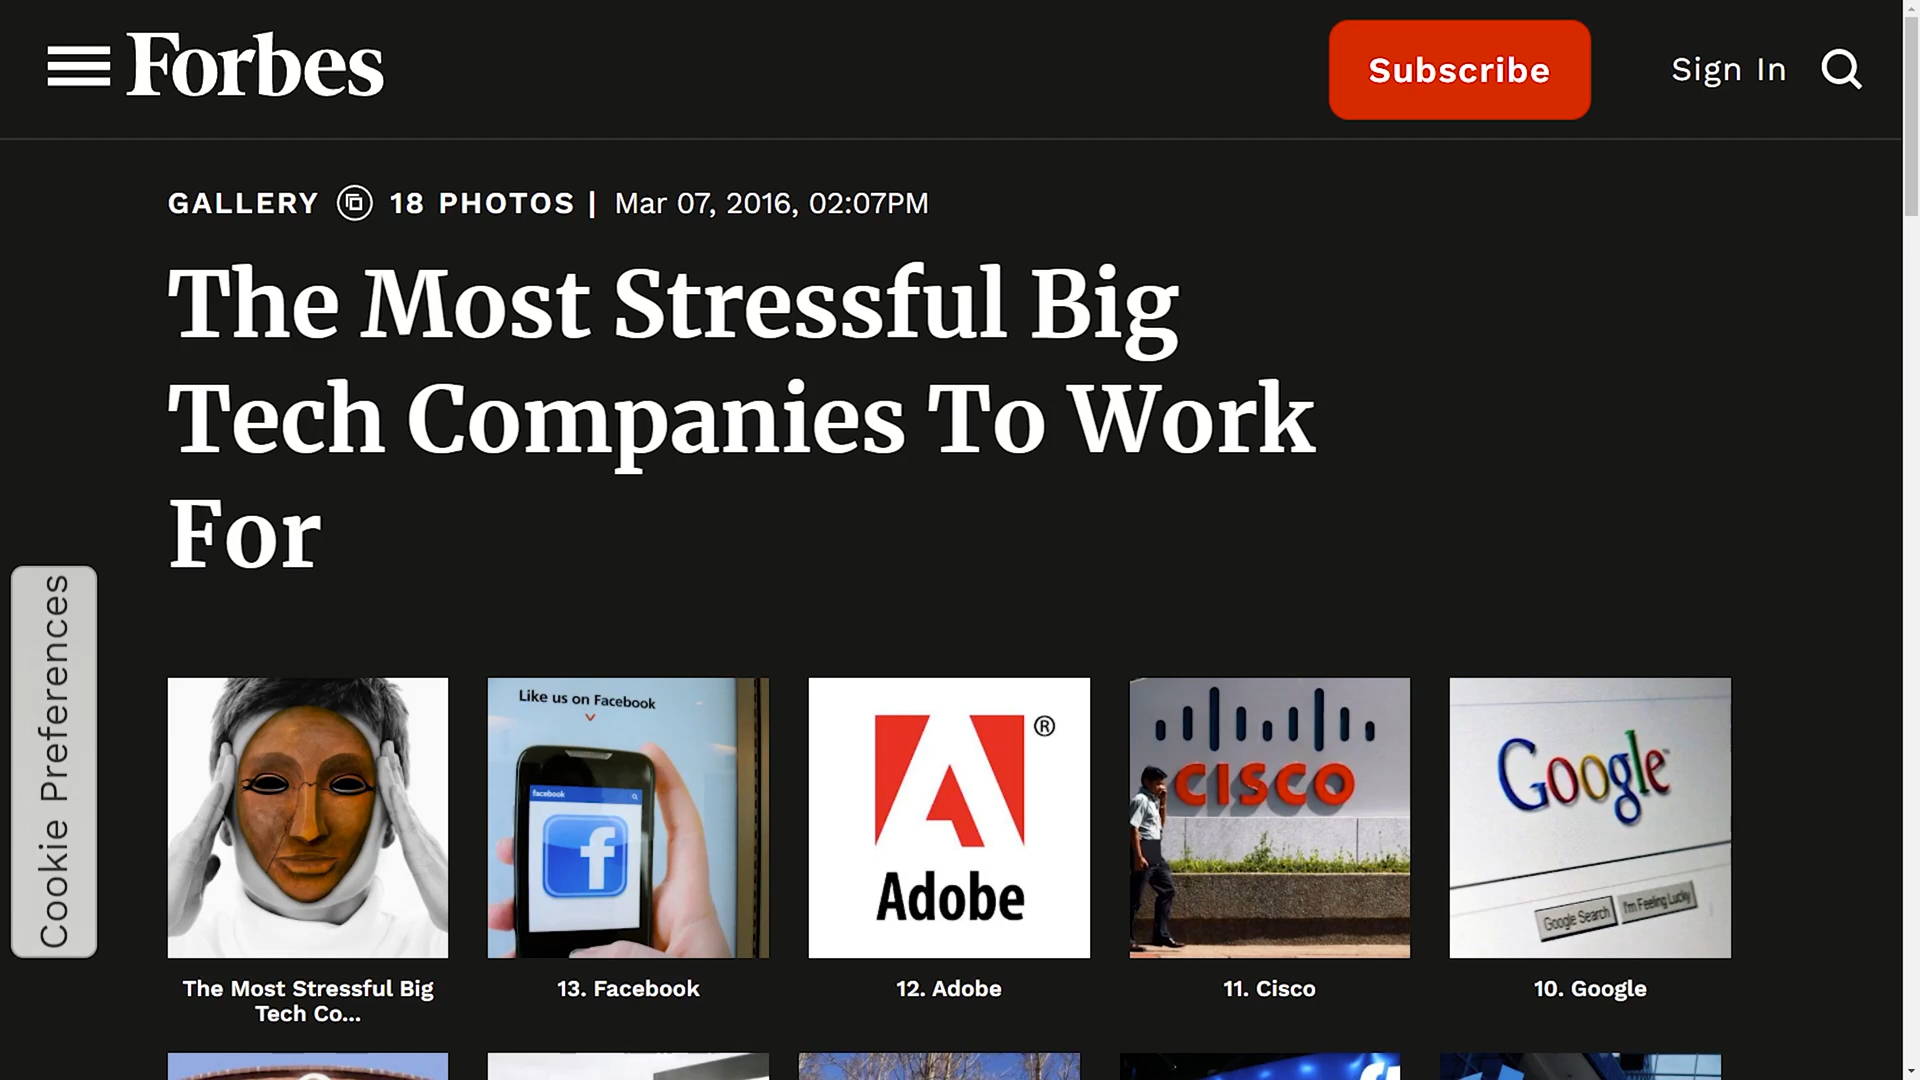 Forbes
Subscribe
Sign In
GALLERY 18 PHOTOS | Mar 07, 2016, 02:07PM
The Most Stressful Big
Tech Companies To Work
For
Cookie Preferences
Like us on Facebook
facebook
f
®
Adobe
CISCO
Google™
Google Search
I'm Feeling Lucky
The Most Stressful Big
Tech Co...
13. Facebook
12. Adobe
11. Cisco
10. Google